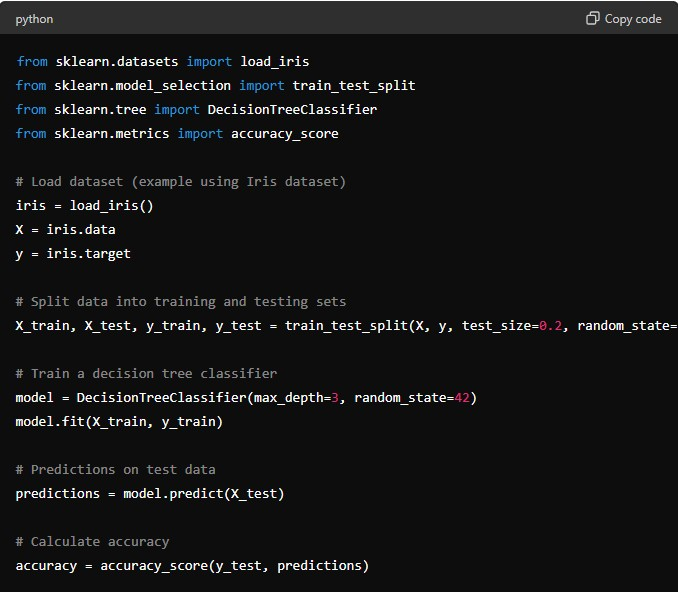 python
Copy code
from sklearn.datasets import load_iris
from sklearn.model_selection import train_test_split
from sklearn.tree import DecisionTreeClassifier
from sklearn.metrics import accuracy_score
# Load dataset (example using Iris dataset)
iris = load_iris()
X = iris.data
y = iris.target
# Split data into training and testing sets
X_train, X_test, y_train, y_test = train_test_split(X, y, test_size=0.2, random_state=
# Train a decision tree classifier
model = DecisionTreeClassifier(max_depth=3, random_state=42)
model.fit(X_train, y_train)
# Predictions on test data
predictions = model.predict(X_test)
# Calculate accuracy
accuracy = accuracy_score(y_test, predictions)